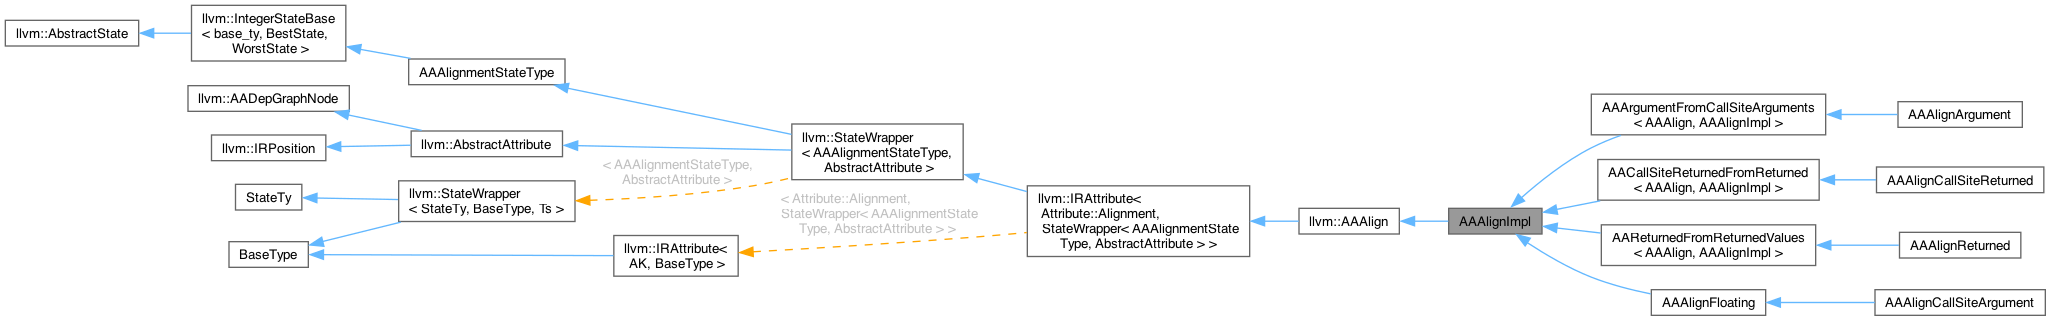 llvm::AbstractState
llvm::IntegerStateBase
< base_ty, BestState,
WorstState >
AAAlignmentStateType
llvm::AADepGraphNode
llvm::IRPosition
llvm::AbstractAttribute
StateTy
BaseType
llvm::StateWrapper
< StateTy, BaseType, Ts >
llvm::IRAttribute<
AK, BaseType >
< AAAlignmentStateType,
AbstractAttribute >
llvm::StateWrapper
< AAAlignmentStateType,
AbstractAttribute >
< Attribute::Alignment,
StateWrapper< AAAlignmentState
Type, AbstractAttribute > >
llvm::IRAttribute<
Attribute::Alignment,
StateWrapper< AAAlignmentState
Type, AbstractAttribute > >
llvm::AAAlign
AAAlignImpl
AAArgumentFromCallSiteArguments
< AAAlign, AAAlignImpl >
AAAlignArgument
AACallSiteReturnedFromReturned
< AAAlign, AAAlignImpl >
AAAlignCallSiteReturned
AAReturnedFromReturnedValues
< AAAlign, AAAlignImpl >
AAAlignReturned
AAAlignFloating
AAAlignCallSiteArgument